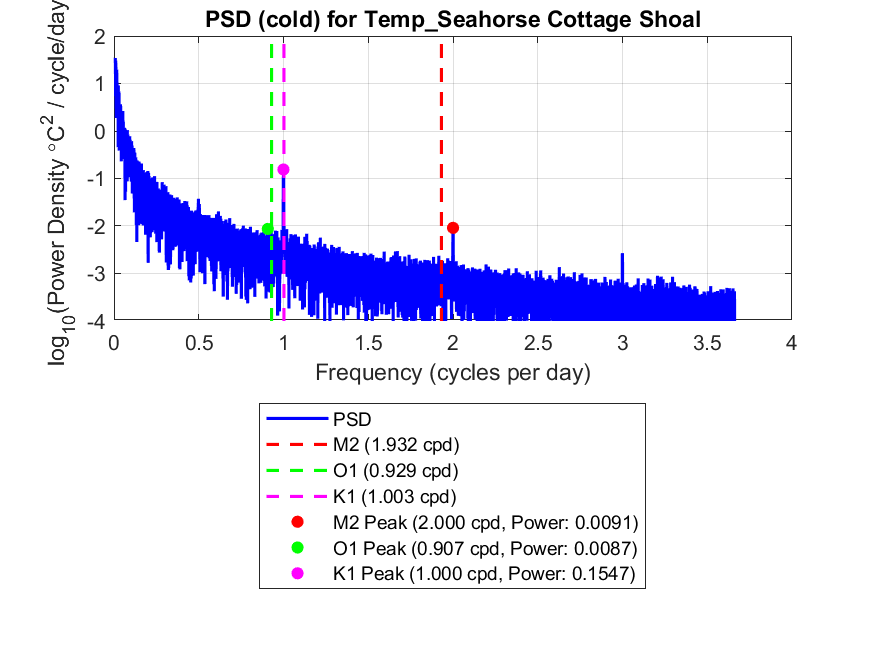 PSD (cold) for Temp_Seahorse Cottage Shoal
log10(Power Density °C2 / cycle/day
2
1
0
-1
-2
-3
-4
0 0.5 1 1.5 2 2.5 3 3.5 4
Frequency (cycles per day)
PSD
M2 (1.932 cpd)
O1 (0.929 cpd)
K1 (1.003 cpd)
M2 Peak (2.000 cpd, Power: 0.0091)
O1 Peak (0.907 cpd, Power: 0.0087)
K1 Peak (1.000 cpd, Power: 0.1547)